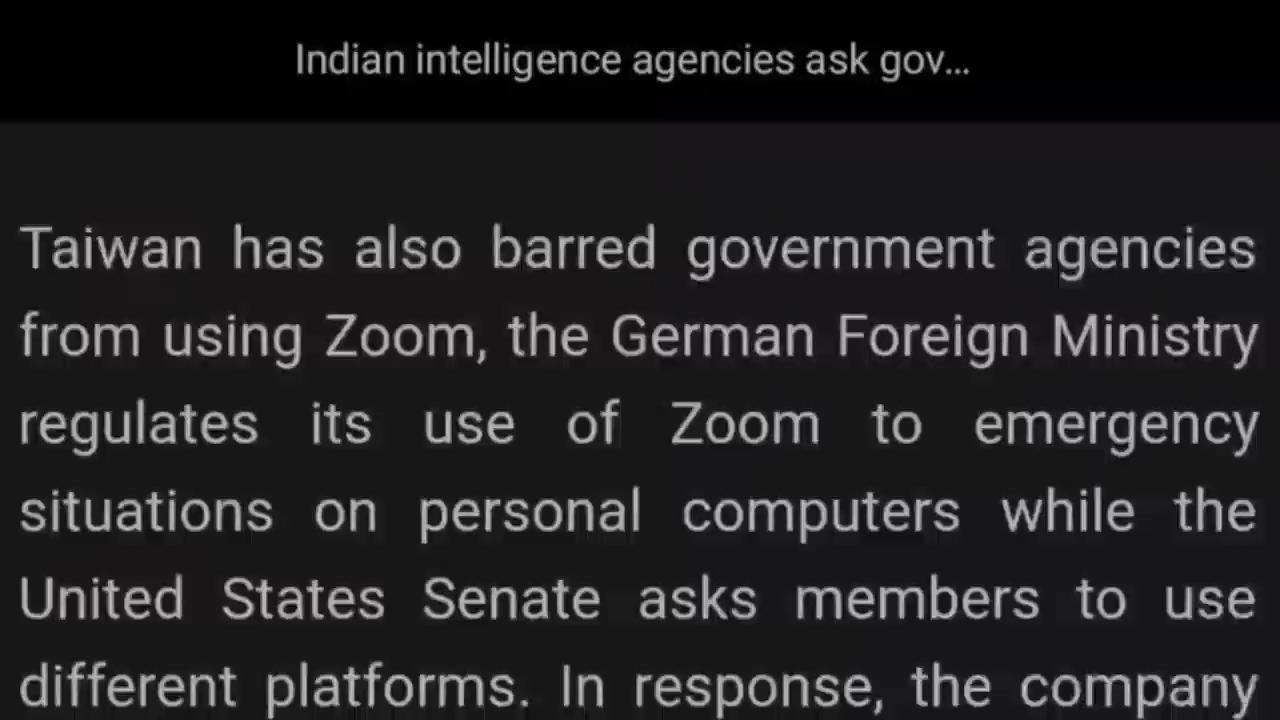 Indian intelligence agencies ask gov...
Taiwan has also barred government agencies
from using Zoom, the German Foreign Ministry
regulates its use of Zoom to emergency
situations on personal computers while the
United States Senate asks members to use
different platforms. In response, the company